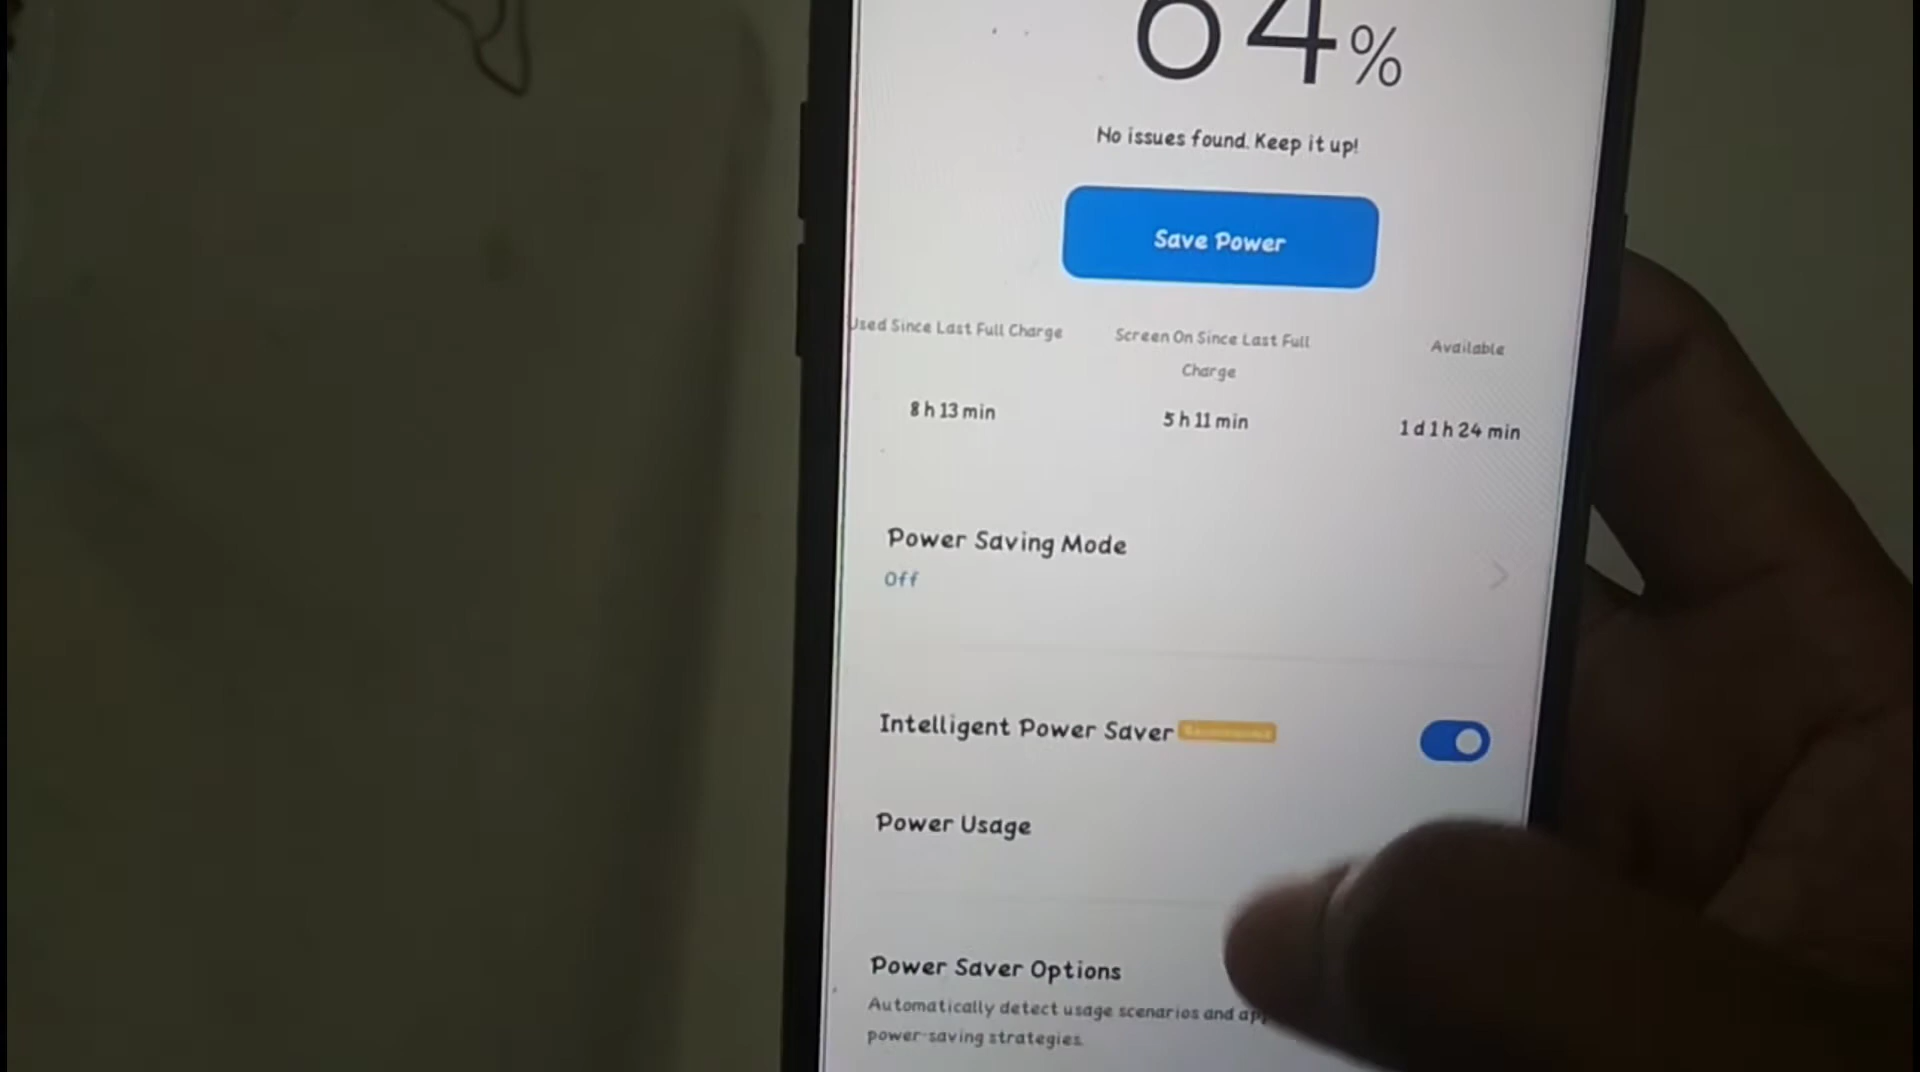 64%
No issues found. Keep it up!
Save Power
Used Since Last Full Charge
Screen On Since Last Full
Charge
Available
8 h 13 min
5 h 11 min
1 d 1 h 24 min
Power Saving Mode
Off
Intelligent Power Saver
Power Usage
Power Saver Options
Automatically detect usage scenarios and
power-saving strategies.